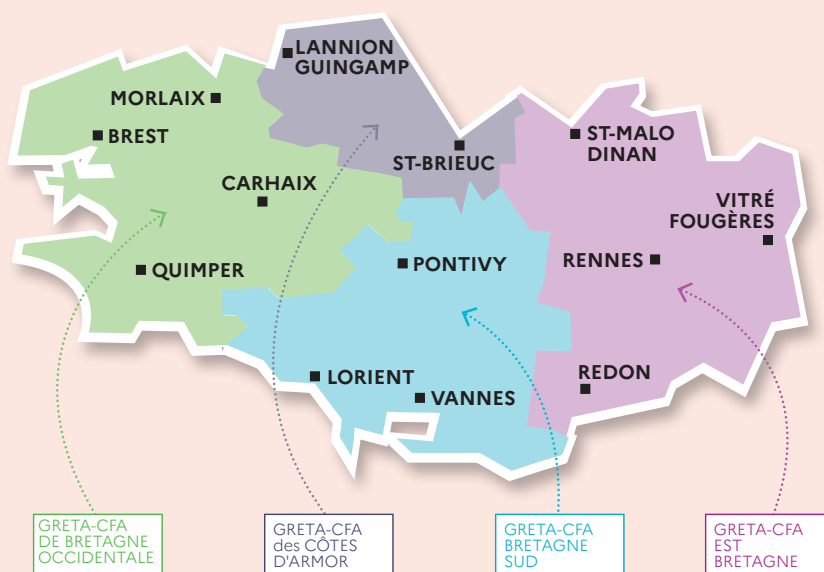 LANNION
GUINGAMP
MORLAIX
BREST
ST-MALO
DINAN
ST-BRIEUC
CARHAIX
VITRÉ
FOUGÈRES
QUIMPER
PONTIVY
RENNES
LORIENT
REDON
VANNES
GRETA-CFA
DE BRETAGNE
OCCIDENTALE
GRETA-CFA
des CÔTES
D'ARMOR
GRETA-CFA
BRETAGNE
SUD
GRETA-CFA
EST
BRETAGNE